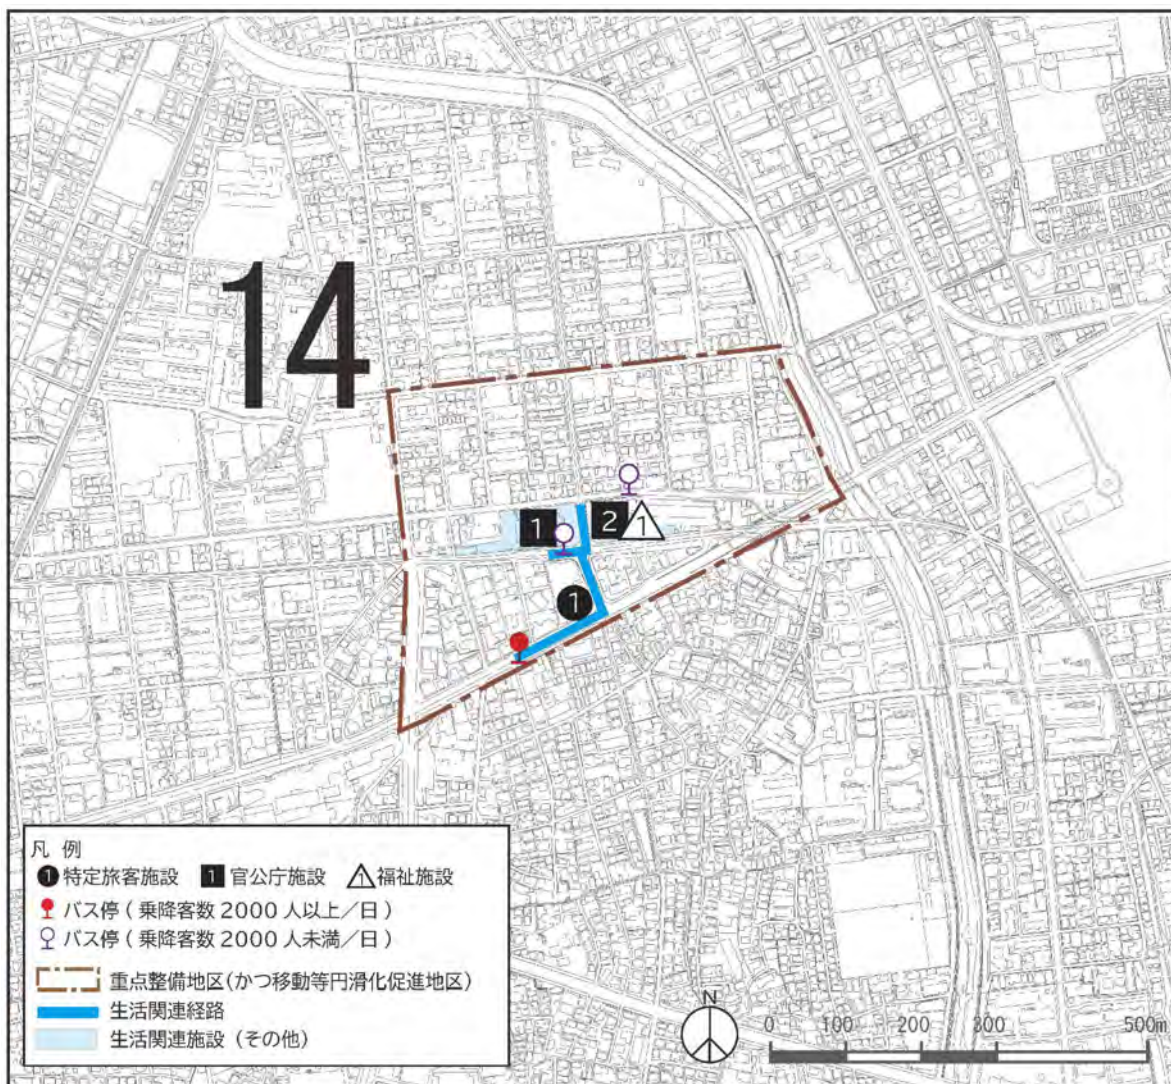 14
1
2
1
1
凡 例
1 特定旅客施設 1 官公庁施設 1 福祉施設
バス停 ( 乗降客数 2000 人以上／日 )
バス停 ( 乗降客数 2000 人未満／日 )
重点整備地区(かつ移動等円滑化促進地区)
生活関連経路
生活関連施設 (その他)
N
0 100 200 300 500m